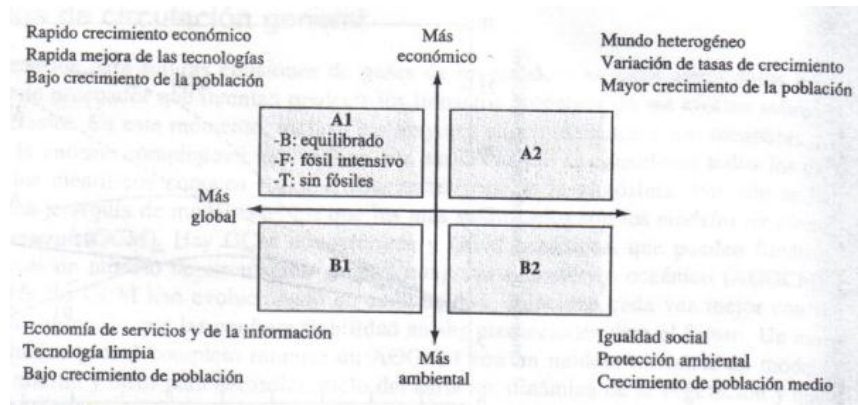 Rapido crecimiento económico
Rapida mejora de las tecnologías
Bajo crecimiento de la población
Más
económico
Mundo heterogéneo
Variación de tasas de crecimiento
Mayor crecimiento de la población
A1
-B: equilibrado
-F: fósil intensivo
-T: sin fósiles
A2
Más
global
B1
B2
Economía de servicios y de la información
Tecnología limpia
Bajo crecimiento de población
Más
ambiental
Igualdad social
Protección ambiental
Crecimiento de población medio